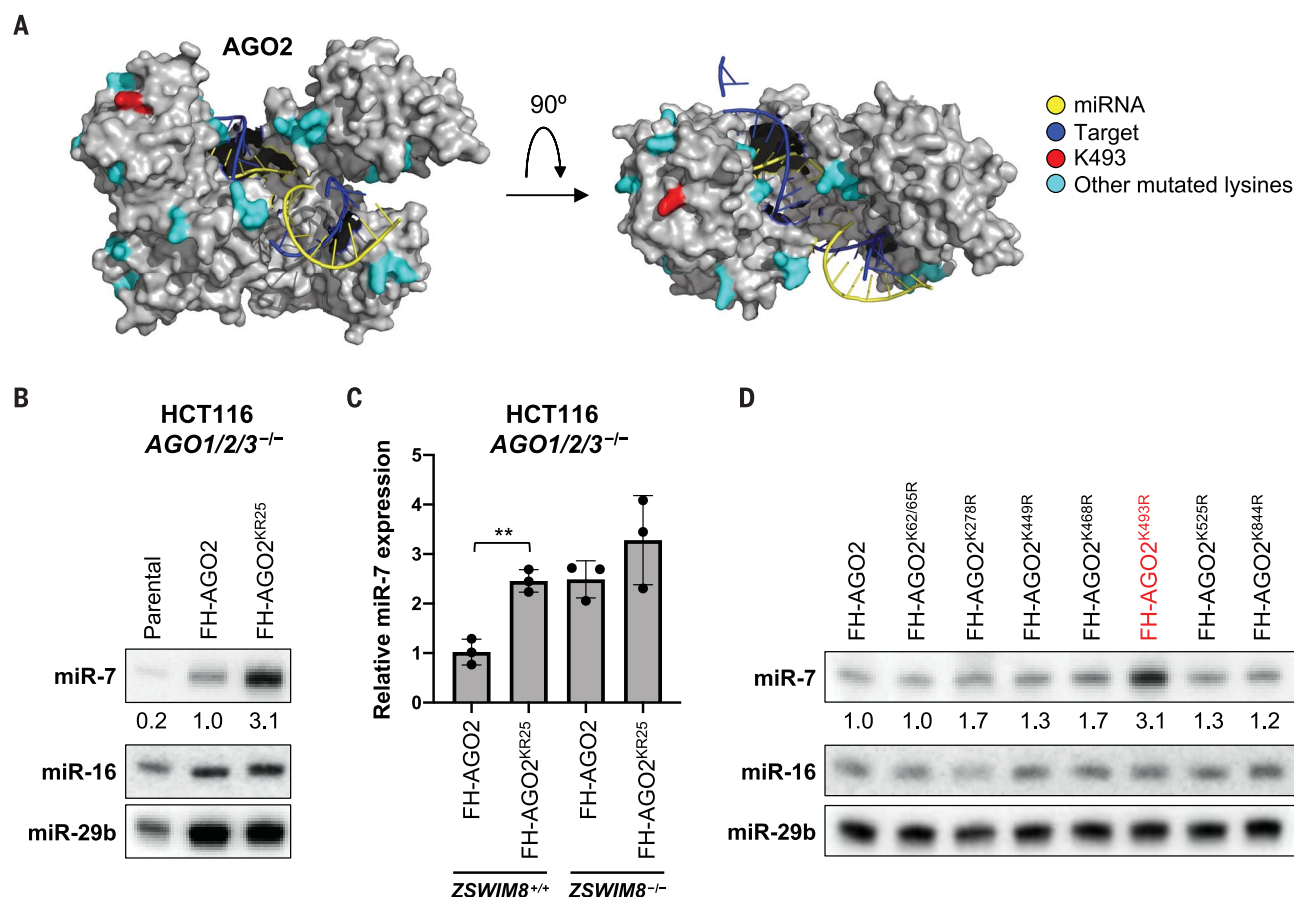 A
AGO2
90º
miRNA
Target
K493
Other mutated lysines
B
HCT116
AGO1/2/3⁻/⁻
Parental
FH-AGO2
FH-AGO2ᴷᴿ²⁵
miR-7
0.2 1.0 3.1
miR-16
miR-29b
C
HCT116
AGO1/2/3⁻/⁻
Relative miR-7 expression
5
4
3
2
1
0
**
FH-AGO2
FH-AGO2ᴷᴿ²⁵
FH-AGO2
FH-AGO2ᴷᴿ²⁵
ZSWIM8⁺/⁺
ZSWIM8⁻/⁻
D
FH-AGO2
FH-AGO2ᴷ⁶²/⁶⁵ᴿ
FH-AGO2ᴷ²⁷⁸ᴿ
FH-AGO2ᴷ⁴⁴⁹ᴿ
FH-AGO2ᴷ⁴⁶⁸ᴿ
FH-AGO2ᴷ⁴⁹³ᴿ
FH-AGO2ᴷ⁵²⁵ᴿ
FH-AGO2ᴷ⁸⁴⁴ᴿ
miR-7
1.0 1.0 1.7 1.3 1.7 3.1 1.3 1.2
miR-16
miR-29b